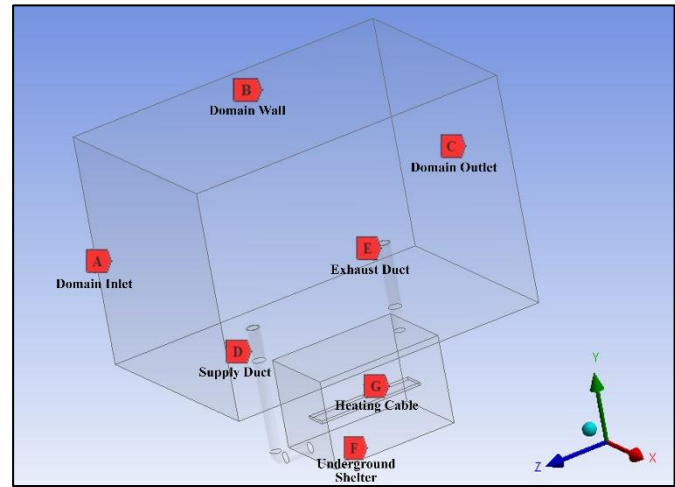 B
Domain Wall
C
Domain Outlet
A
Domain Inlet
E
Exhaust Duct
D
Supply Duct
G
Heating Cable
F
Underground
Shelter
Y
Z
X